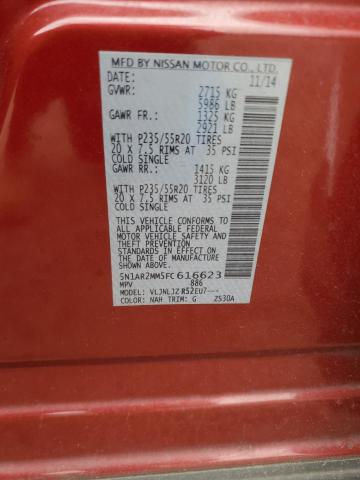 MFD BY NISSAN MOTOR CO., LTD.
DATE: 11/14
GVWR: 2715 KG
5986 LB
GAWR FR.: 1325 KG
2921 LB
WITH P235/55R20 TIRES
20 X 7.5 RIMS AT 35 PSI
COLD SINGLE
GAWR RR.: 1415 KG
3120 LB
WITH P235/55R20 TIRES
20 X 7.5 RIMS AT 35 PSI
COLD SINGLE
THIS VEHICLE CONFORMS TO
ALL APPLICABLE FEDERAL
MOTOR VEHICLE SAFETY
STANDARDS IN EFFECT ON
THE DATE OF MANUFACTURE
SHOWN ABOVE.
5N1AR2MM5FC616623
MPV 886
MODEL: VLJNLJZ R52EU7---
COLOR: NAH TRIM: G ZS30A